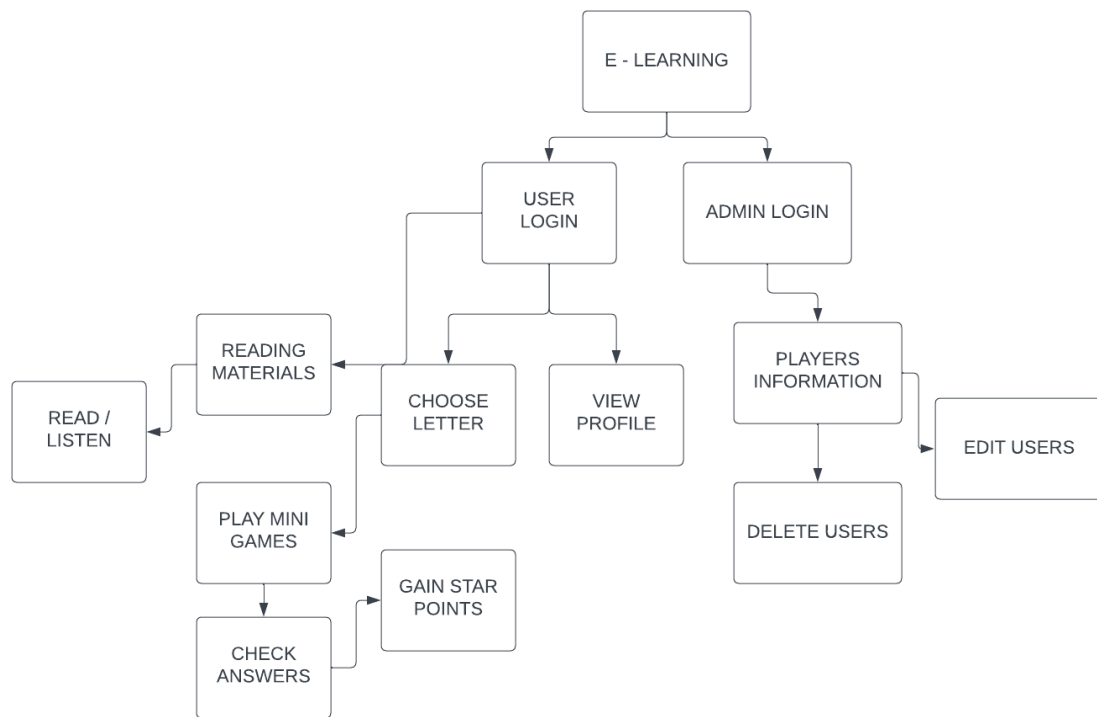 E - LEARNING
USER
LOGIN
ADMIN LOGIN
READING
MATERIALS
PLAYERS
INFORMATION
READ /
LISTEN
CHOOSE
LETTER
VIEW
PROFILE
EDIT USERS
PLAY MINI
GAMES
DELETE USERS
GAIN STAR
POINTS
CHECK
ANSWERS